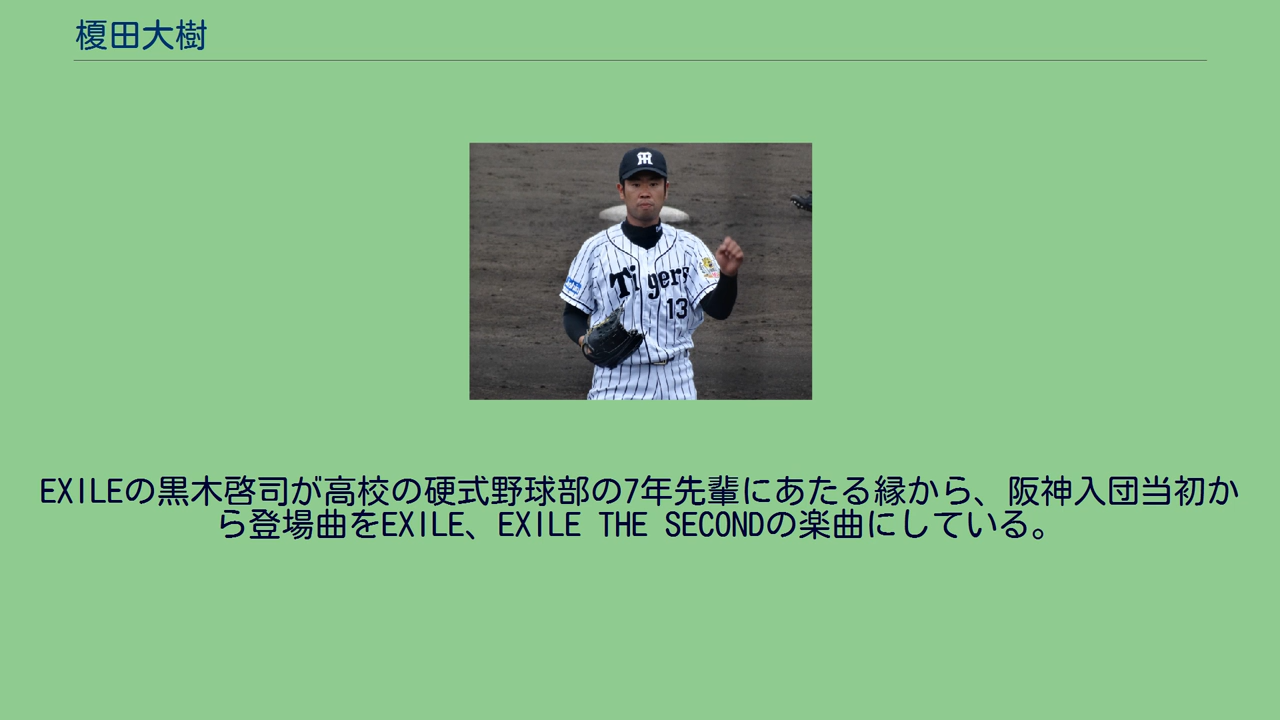 榎田大樹
Tigers
13
EXILEの黒木啓司が高校の硬式野球部の7年先輩にあたる縁から、阪神入団当初か
ら登場曲をEXILE、EXILE THE SECONDの楽曲にしている。